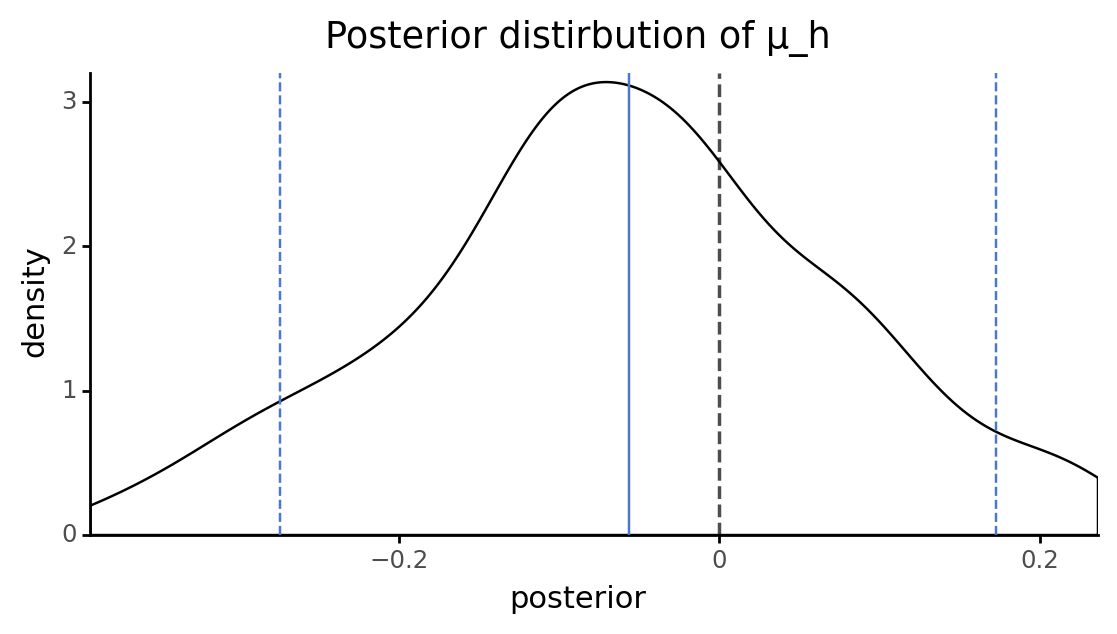 Posterior distirbution of μ_h
density
3
2
1
0
−0.2
0
0.2
posterior